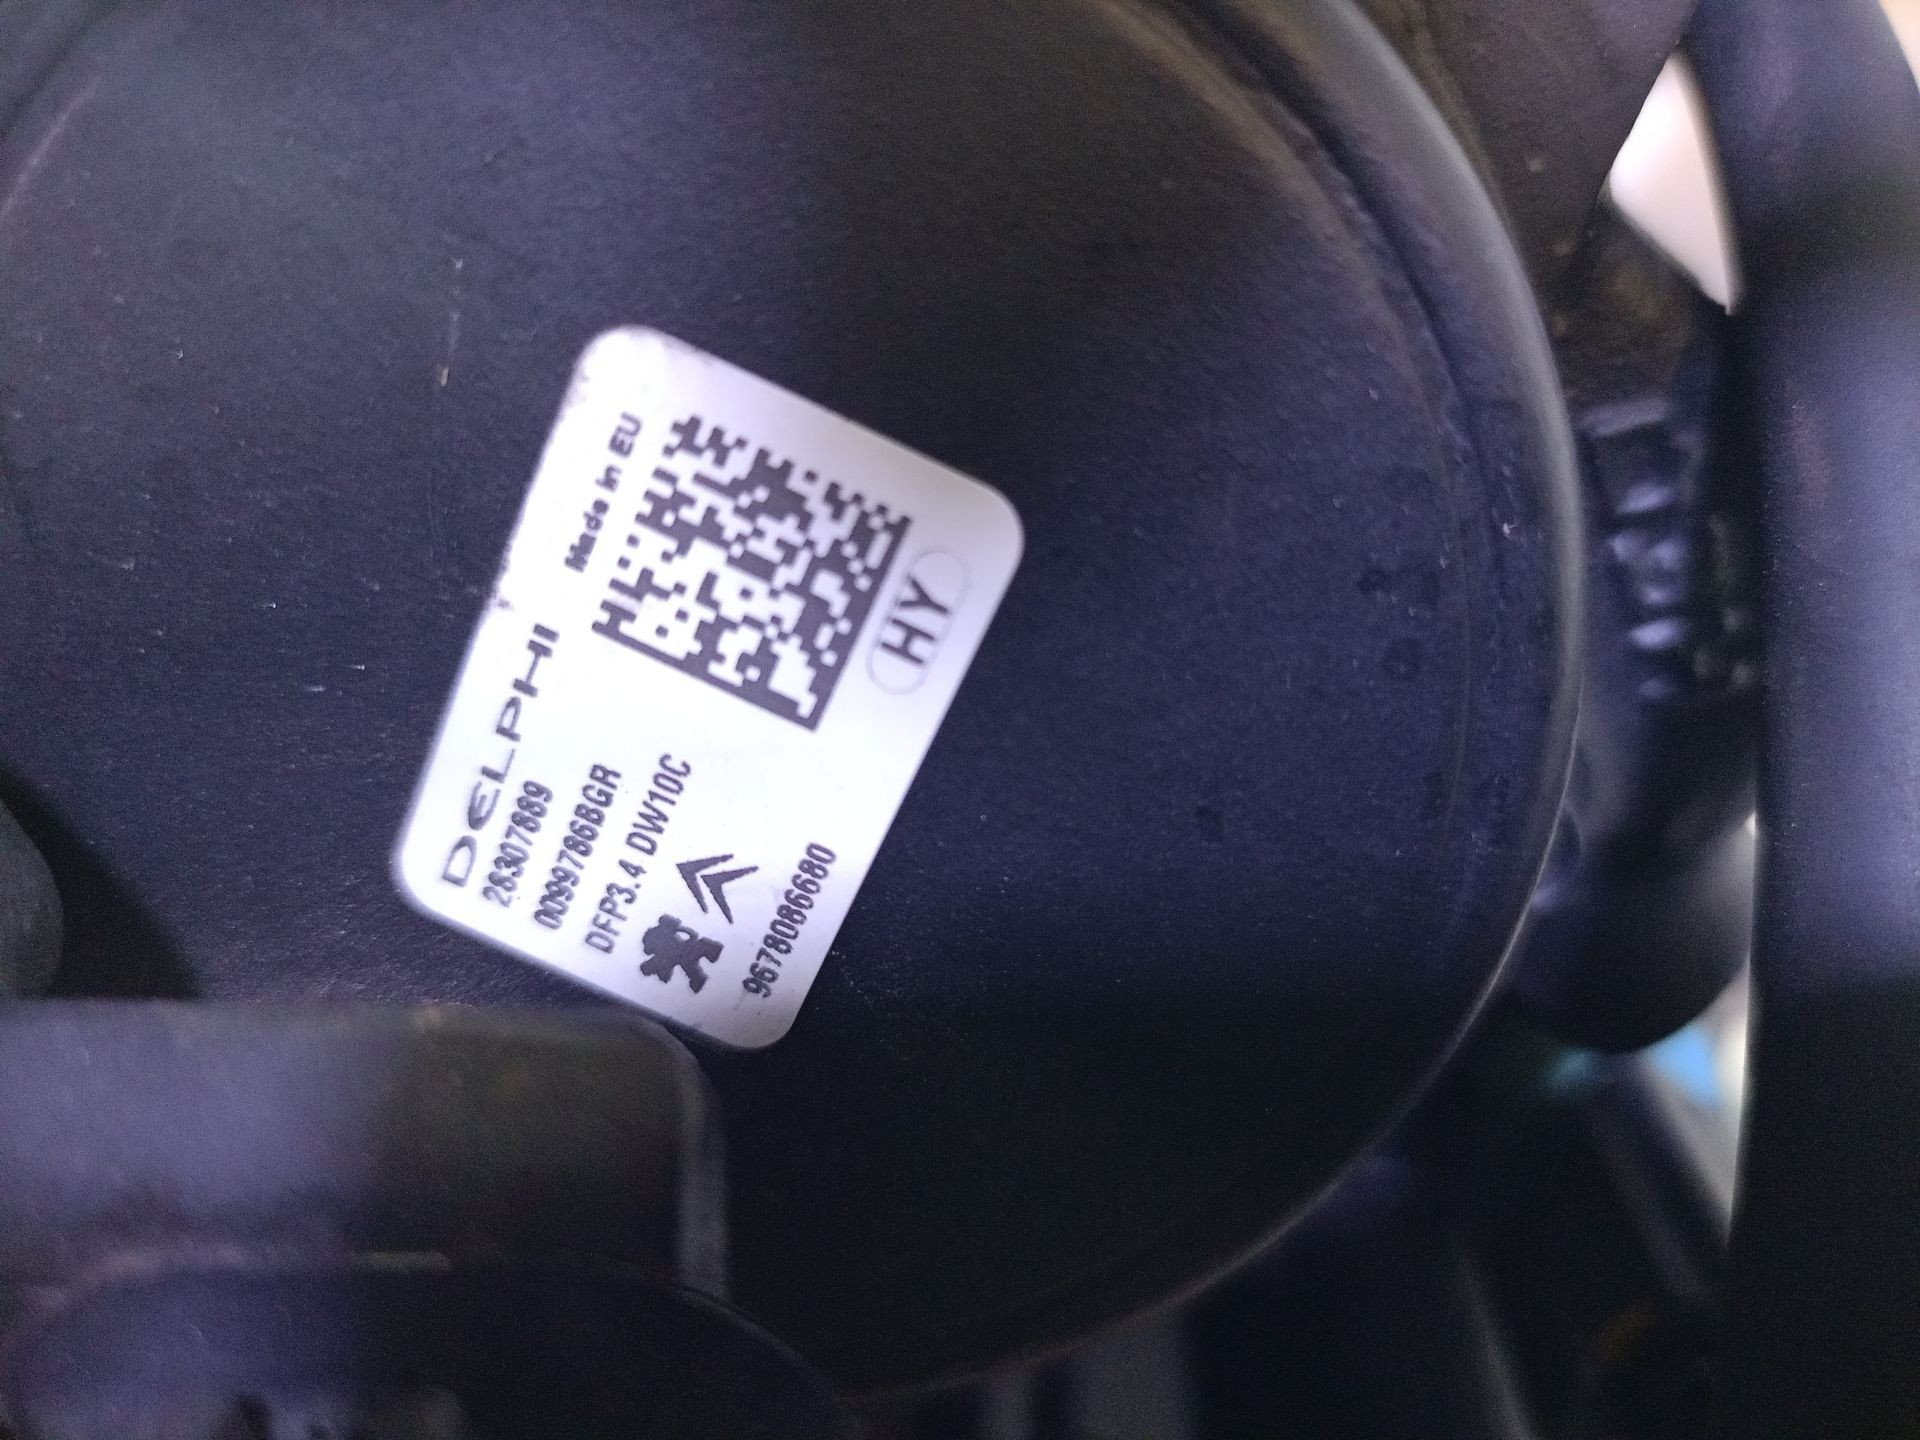 DELPHI
Made in EU
28307889
0099786BGR
DFP3.4 DW10C
HY
9678086680